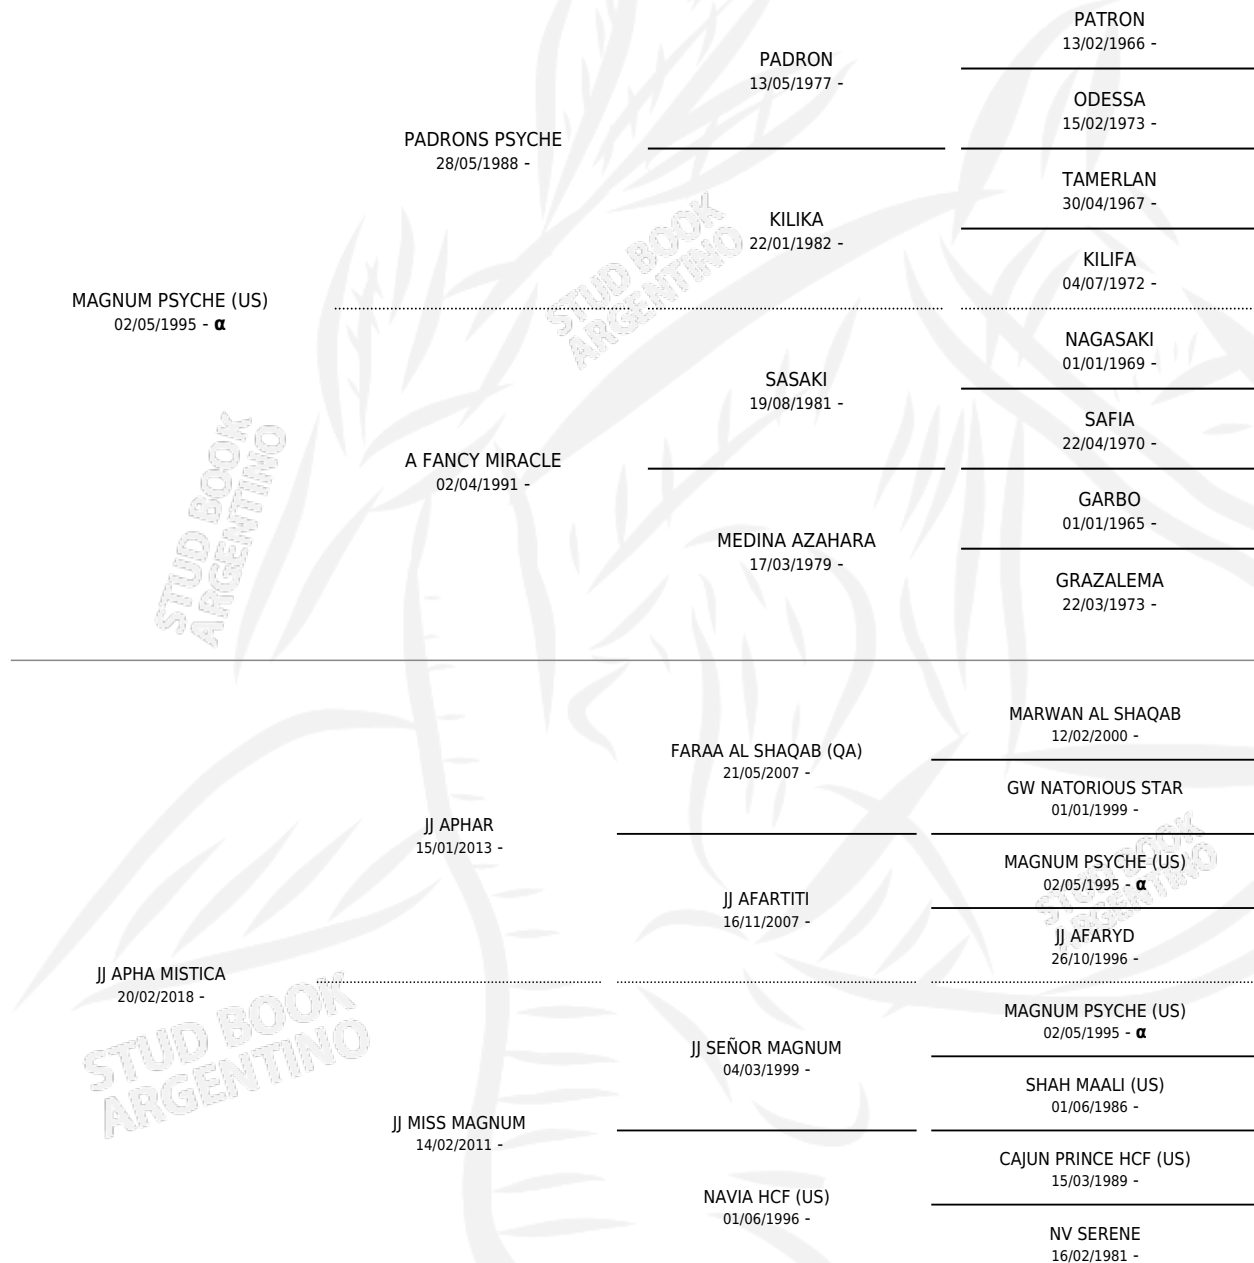 PATRON
13/02/1966 -
PADRON
13/05/1977 -
ODESSA
15/02/1973 -
PADRONS PSYCHE
28/05/1988 -
TAMERLAN
30/04/1967 -
KILIKA
22/01/1982 -
KILIFA
04/07/1972 -
MAGNUM PSYCHE (US)
02/05/1995 - α
NAGASAKI
01/01/1969 -
SASAKI
19/08/1981 -
SAFIA
22/04/1970 -
A FANCY MIRACLE
02/04/1991 -
GARBO
01/01/1965 -
MEDINA AZAHARA
17/03/1979 -
GRAZALEMA
22/03/1973 -
STUD BOOK
ARGENTINO
STUD BOOK
ARGENTINO
MARWAN AL SHAQAB
12/02/2000 -
FARAA AL SHAQAB (QA)
21/05/2007 -
GW NATORIOUS STAR
01/01/1999 -
JJ APHAR
15/01/2013 -
MAGNUM PSYCHE (US)
02/05/1995 - α
JJ AFARTITI
16/11/2007 -
JJ AFARYD
26/10/1996 -
JJ APHA MISTICA
20/02/2018 -
MAGNUM PSYCHE (US)
02/05/1995 - α
JJ SEÑOR MAGNUM
04/03/1999 -
SHAH MAALI (US)
01/06/1986 -
JJ MISS MAGNUM
14/02/2011 -
CAJUN PRINCE HCF (US)
15/03/1989 -
NAVIA HCF (US)
01/06/1996 -
NV SERENE
16/02/1981 -
STUD BOOK
ARGENTINO
STUD BOOK
ARGENTINO